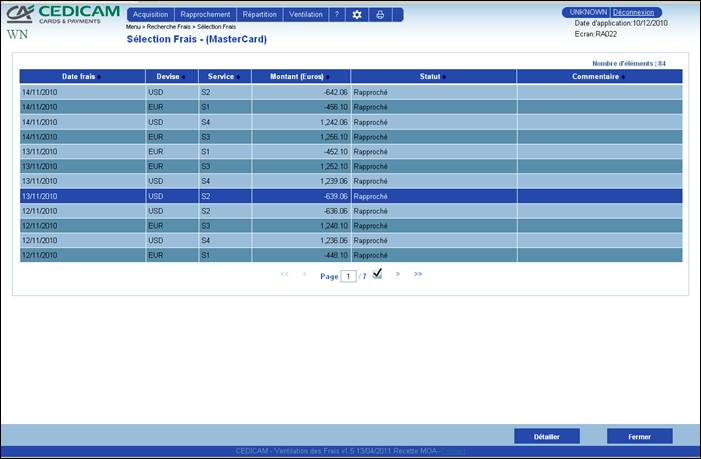 CEDICAM
CARDS & PAYMENTS
WN
Acquisition Rapprochement Répartition Ventilation ?
UNKNOWN Déconnexion
Date d'application:10/12/2010
Ecran:RA022
Menu » Recherche Frais » Sélection Frais
Sélection Frais - (MasterCard)
Nombre d'éléments : 84
Date frais Devise Service Montant (Euros) Statut Commentaire
14/11/2010 USD S2 -642.06 Rapproché
14/11/2010 EUR S1 -456.10 Rapproché
14/11/2010 USD S4 1,242.06 Rapproché
14/11/2010 EUR S3 1,256.10 Rapproché
13/11/2010 EUR S1 -452.10 Rapproché
13/11/2010 EUR S3 1,252.10 Rapproché
13/11/2010 USD S4 1,239.06 Rapproché
13/11/2010 USD S2 -639.06 Rapproché
12/11/2010 USD S2 -636.06 Rapproché
12/11/2010 EUR S3 1,248.10 Rapproché
12/11/2010 USD S4 1,236.06 Rapproché
12/11/2010 EUR S1 -448.10 Rapproché
<< < Page 1 / 7 > >>
Détailler Fermer
CEDICAM - Ventilation des Frais v1.5 13/04/2011 Recette MOA -